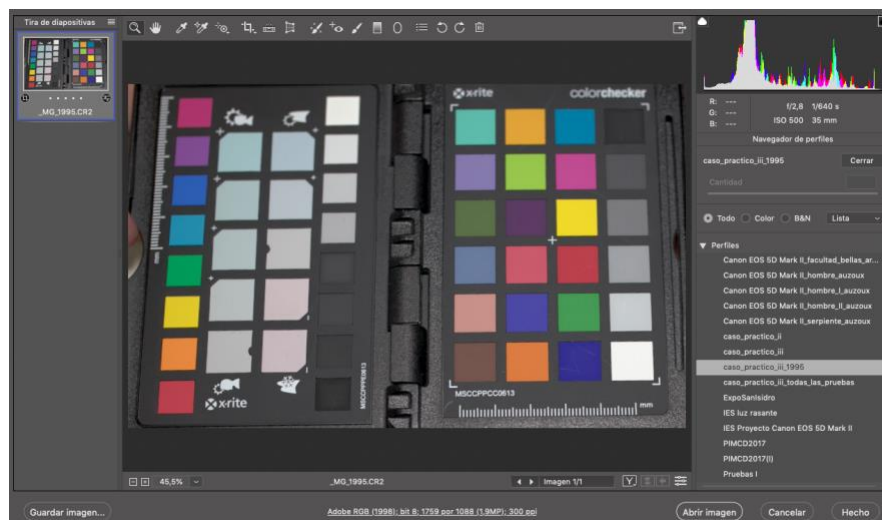 Tira de diapositivas
_MG_1995.CR2
x-rite
colorchecker
mm
x-rite
MSCCPPPE0613
MSCCPPCC0613
mm
45,5%
_MG_1995.CR2
Imagen 1/1
Y
R: ---
G: ---
B: ---
f/2,8 1/640 s
ISO 500 35 mm
Navegador de perfiles
caso_practico_iii_1995
Cerrar
Cantidad
Todo Color B&N
Lista
Perfiles
Canon EOS 5D Mark II_facultad_bellas_ar...
Canon EOS 5D Mark II_hombre_auzoux
Canon EOS 5D Mark II_hombre_I_auzoux
Canon EOS 5D Mark II_hombre_II_auzoux
Canon EOS 5D Mark II_serpiente_auzoux
caso_practico_ii
caso_practico_iii
caso_practico_iii_1995
caso_practico_iii_todas_las_pruebas
ExpoSanIsidro
IES luz rasante
IES Proyecto Canon EOS 5D Mark II
PIMCD2017
PIMCD2017(I)
Pruebas I
Guardar imagen...
Adobe RGB (1998); bit 8; 1759 por 1088 (1,9MP); 300 ppi
Abrir imagen
Cancelar
Hecho